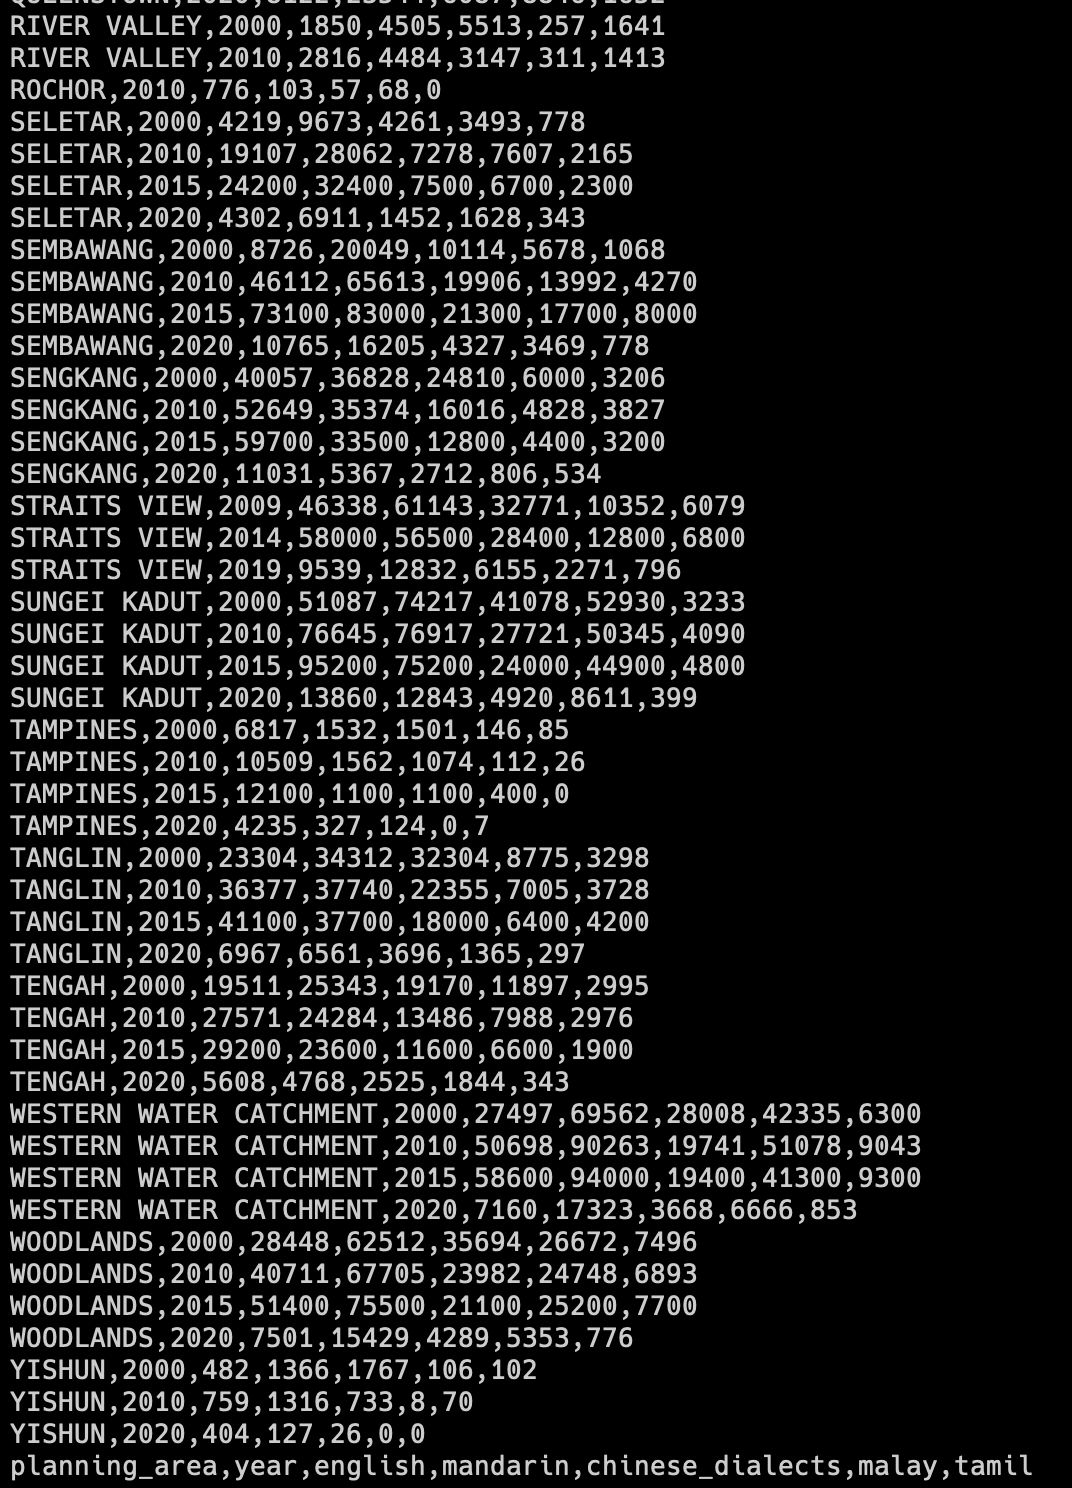 RIVER VALLEY,2000,1850,4505,5513,257,1641
RIVER VALLEY,2010,2816,4484,3147,311,1413
ROCHOR,2010,776,103,57,68,0
SELETAR,2000,4219,9673,4261,3493,778
SELETAR,2010,19107,28062,7278,7607,2165
SELETAR,2015,24200,32400,7500,6700,2300
SELETAR,2020,4302,6911,1452,1628,343
SEMBAWANG,2000,8726,20049,10114,5678,1068
SEMBAWANG,2010,46112,65613,19906,13992,4270
SEMBAWANG,2015,73100,83000,21300,17700,8000
SEMBAWANG,2020,10765,16205,4327,3469,778
SENGKANG,2000,40057,36828,24810,6000,3206
SENGKANG,2010,52649,35374,16016,4828,3827
SENGKANG,2015,59700,33500,12800,4400,3200
SENGKANG,2020,11031,5367,2712,806,534
STRAITS VIEW,2009,46338,61143,32771,10352,6079
STRAITS VIEW,2014,58000,56500,28400,12800,6800
STRAITS VIEW,2019,9539,12832,6155,2271,796
SUNGEI KADUT,2000,51087,74217,41078,52930,3233
SUNGEI KADUT,2010,76645,76917,27721,50345,4090
SUNGEI KADUT,2015,95200,75200,24000,44900,4800
SUNGEI KADUT,2020,13860,12843,4920,8611,399
TAMPINES,2000,6817,1532,1501,146,85
TAMPINES,2010,10509,1562,1074,112,26
TAMPINES,2015,12100,1100,1100,400,0
TAMPINES,2020,4235,327,124,0,7
TANGLIN,2000,23304,34312,32304,8775,3298
TANGLIN,2010,36377,37740,22355,7005,3728
TANGLIN,2015,41100,37700,18000,6400,4200
TANGLIN,2020,6967,6561,3696,1365,297
TENGAH,2000,19511,25343,19170,11897,2995
TENGAH,2010,27571,24284,13486,7988,2976
TENGAH,2015,29200,23600,11600,6600,1900
TENGAH,2020,5608,4768,2525,1844,343
WESTERN WATER CATCHMENT,2000,27497,69562,28008,42335,6300
WESTERN WATER CATCHMENT,2010,50698,90263,19741,51078,9043
WESTERN WATER CATCHMENT,2015,58600,94000,19400,41300,9300
WESTERN WATER CATCHMENT,2020,7160,17323,3668,6666,853
WOODLANDS,2000,28448,62512,35694,26672,7496
WOODLANDS,2010,40711,67705,23982,24748,6893
WOODLANDS,2015,51400,75500,21100,25200,7700
WOODLANDS,2020,7501,15429,4289,5353,776
YISHUN,2000,482,1366,1767,106,102
YISHUN,2010,759,1316,733,8,70
YISHUN,2020,404,127,26,0,0
planning_area,year,english,mandarin,chinese_dialects,malay,tamil